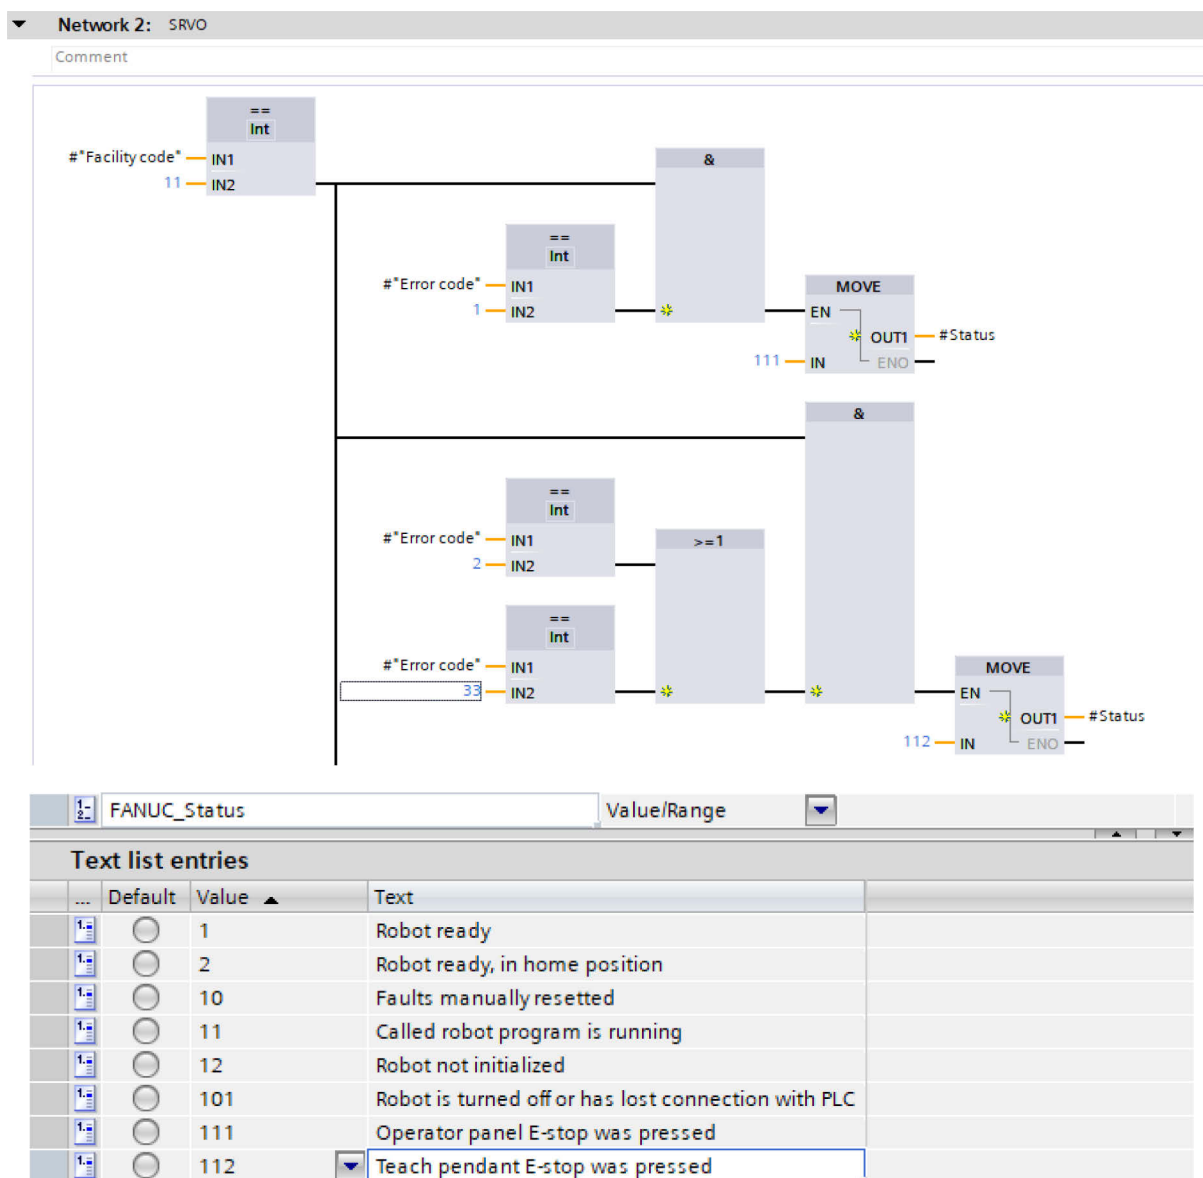 Network 2: SRVO
Comment
==
Int
#"Facility code" IN1
11 IN2
&
==
Int
#"Error code" IN1
1 IN2
MOVE
EN
OUT1 #Status
111 IN ENO
&
==
Int
#"Error code" IN1
2 IN2
>=1
==
Int
#"Error code" IN1
33 IN2
MOVE
EN
OUT1 #Status
112 IN ENO
FANUC_Status Value/Range
Text list entries
... Default Value Text
1 Robot ready
2 Robot ready, in home position
10 Faults manually resetted
11 Called robot program is running
12 Robot not initialized
101 Robot is turned off or has lost connection with PLC
111 Operator panel E-stop was pressed
112 Teach pendant E-stop was pressed